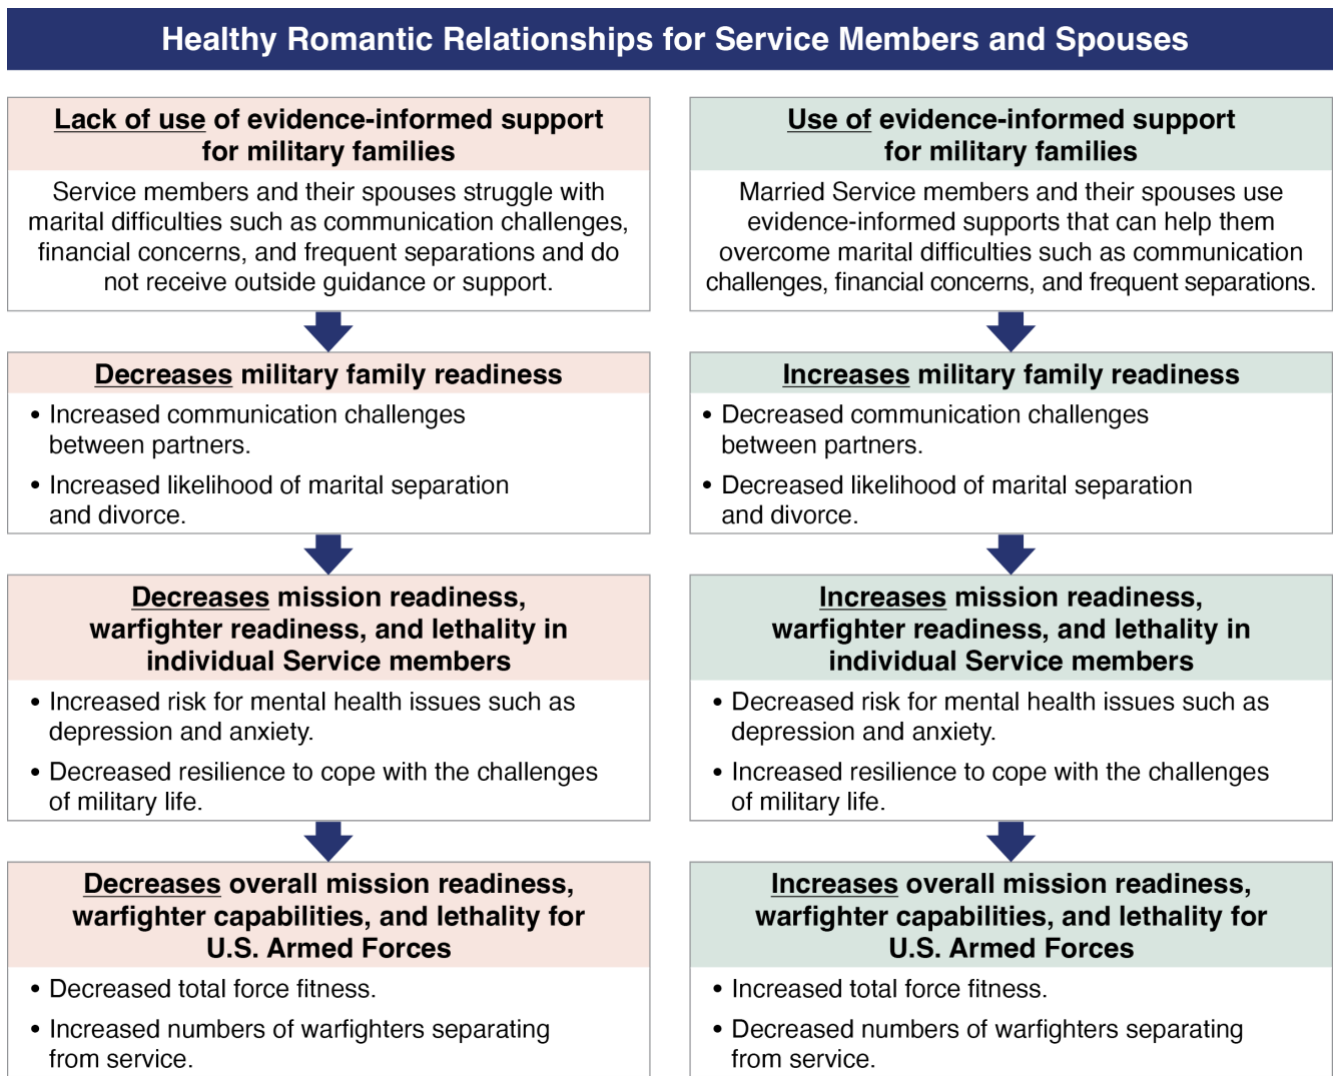 Healthy Romantic Relationships for Service Members and Spouses
Lack of use of evidence-informed support
for military families
Service members and their spouses struggle with
marital difficulties such as communication challenges,
financial concerns, and frequent separations and do
not receive outside guidance or support.
Decreases military family readiness
• Increased communication challenges
between partners.
• Increased likelihood of marital separation
and divorce.
Decreases mission readiness,
warfighter readiness, and lethality in
individual Service members
• Increased risk for mental health issues such as
depression and anxiety.
• Decreased resilience to cope with the challenges
of military life.
Decreases overall mission readiness,
warfighter capabilities, and lethality for
U.S. Armed Forces
• Decreased total force fitness.
• Increased numbers of warfighters separating
from service.
Use of evidence-informed support
for military families
Married Service members and their spouses use
evidence-informed supports that can help them
overcome marital difficulties such as communication
challenges, financial concerns, and frequent separations.
Increases military family readiness
• Decreased communication challenges
between partners.
• Decreased likelihood of marital separation
and divorce.
Increases mission readiness,
warfighter readiness, and lethality in
individual Service members
• Decreased risk for mental health issues such as
depression and anxiety.
• Increased resilience to cope with the challenges
of military life.
Increases overall mission readiness,
warfighter capabilities, and lethality for
U.S. Armed Forces
• Increased total force fitness.
• Decreased numbers of warfighters separating
from service.